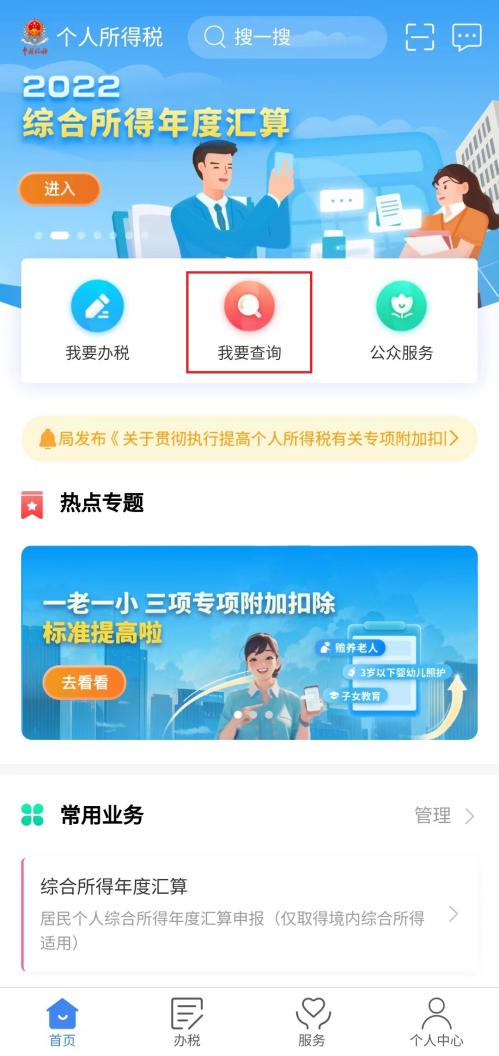 个人所得税
搜一搜
2022
综合所得年度汇算
进入
我要办税
我要查询
公众服务
局发布《关于贯彻执行提高个人所得税有关专项附加扣
热点专题
一老一小 三项专项附加扣除
标准提高啦
赡养老人
3岁以下婴幼儿照护
子女教育
去看看
常用业务
管理
综合所得年度汇算
居民个人综合所得年度汇算申报（仅取得境内综合所得
适用）
首页
办税
服务
个人中心